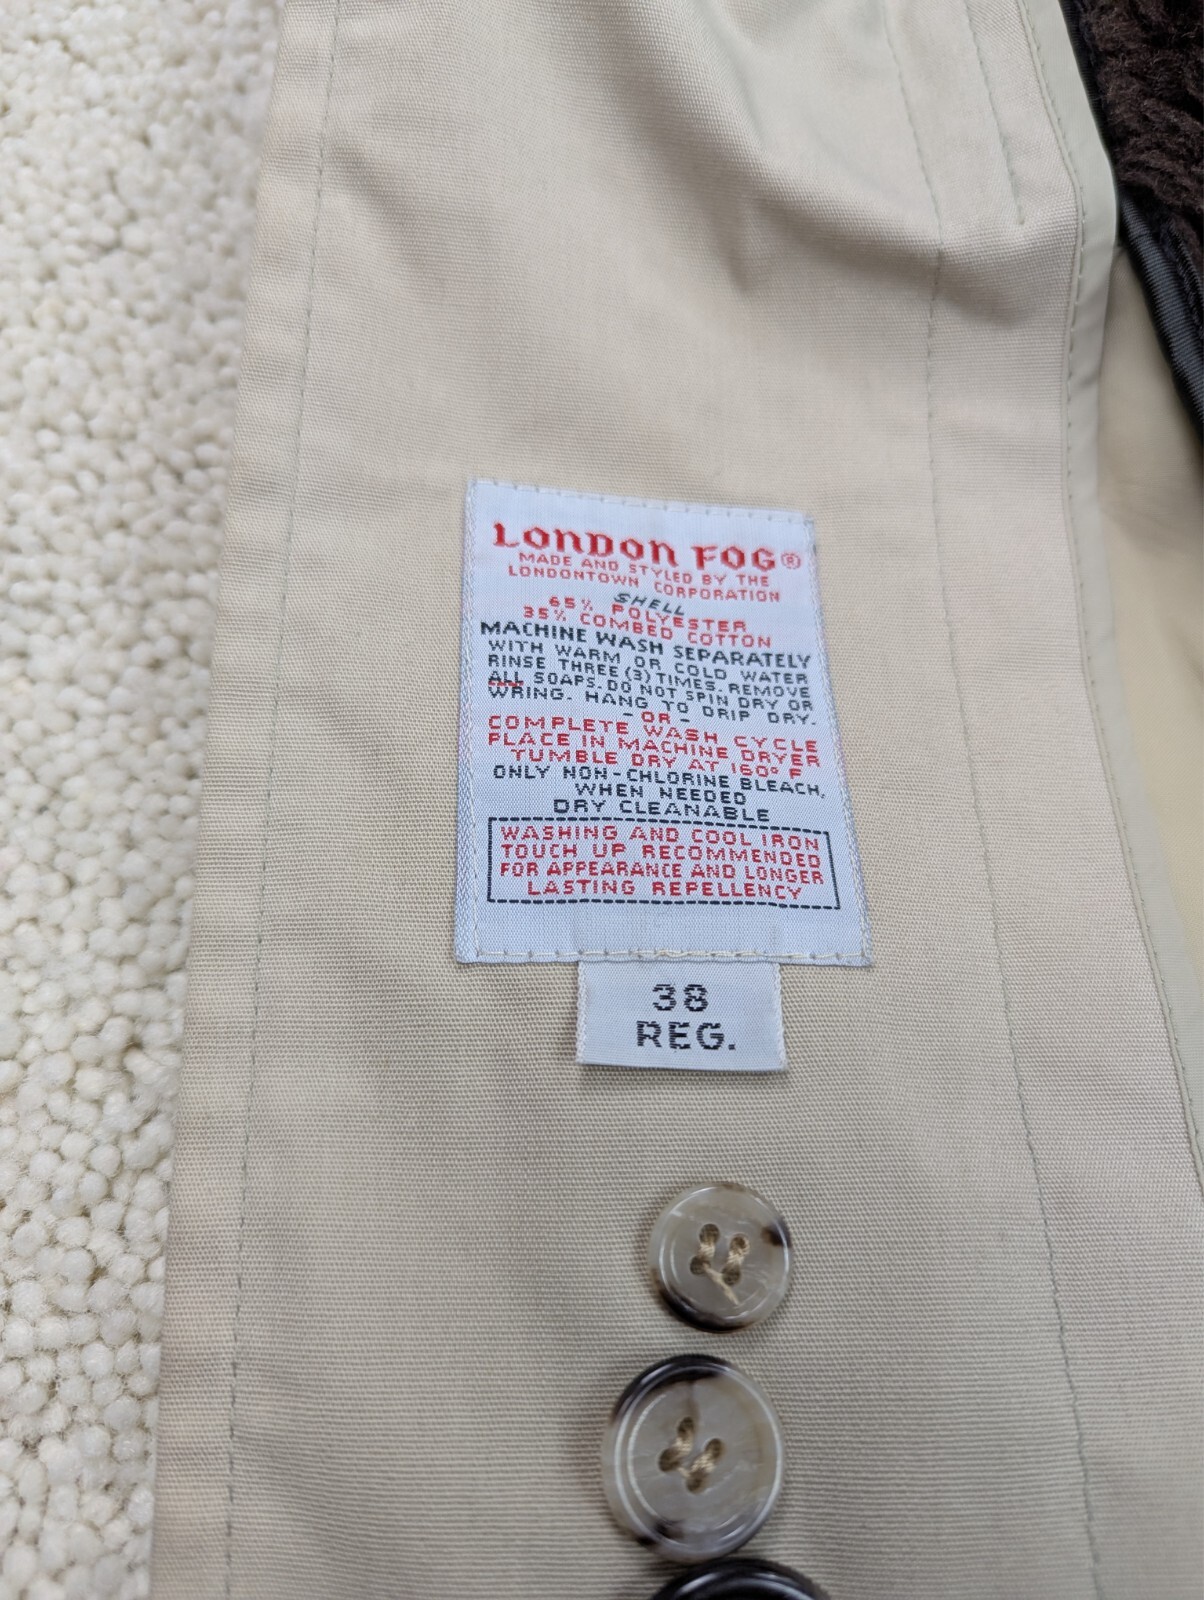 LONDON FOG®
MADE AND STYLED BY THE
LONDONTOWN CORPORATION
SHELL
65% POLYESTER
35% COMBED COTTON
MACHINE WASH SEPARATELY
WITH WARM OR COLD WATER
RINSE THREE (3) TIMES. REMOVE
ALL SOAPS. DO NOT SPIN DRY OR
WRING. HANG TO DRIP DRY.
- OR -
COMPLETE WASH CYCLE
PLACE IN MACHINE DRYER
TUMBLE DRY AT 160° F
ONLY NON-CHLORINE BLEACH,
WHEN NEEDED
DRY CLEANABLE
WASHING AND COOL IRON
TOUCH UP RECOMMENDED
FOR APPEARANCE AND LONGER
LASTING REPELLENCY
38
REG.